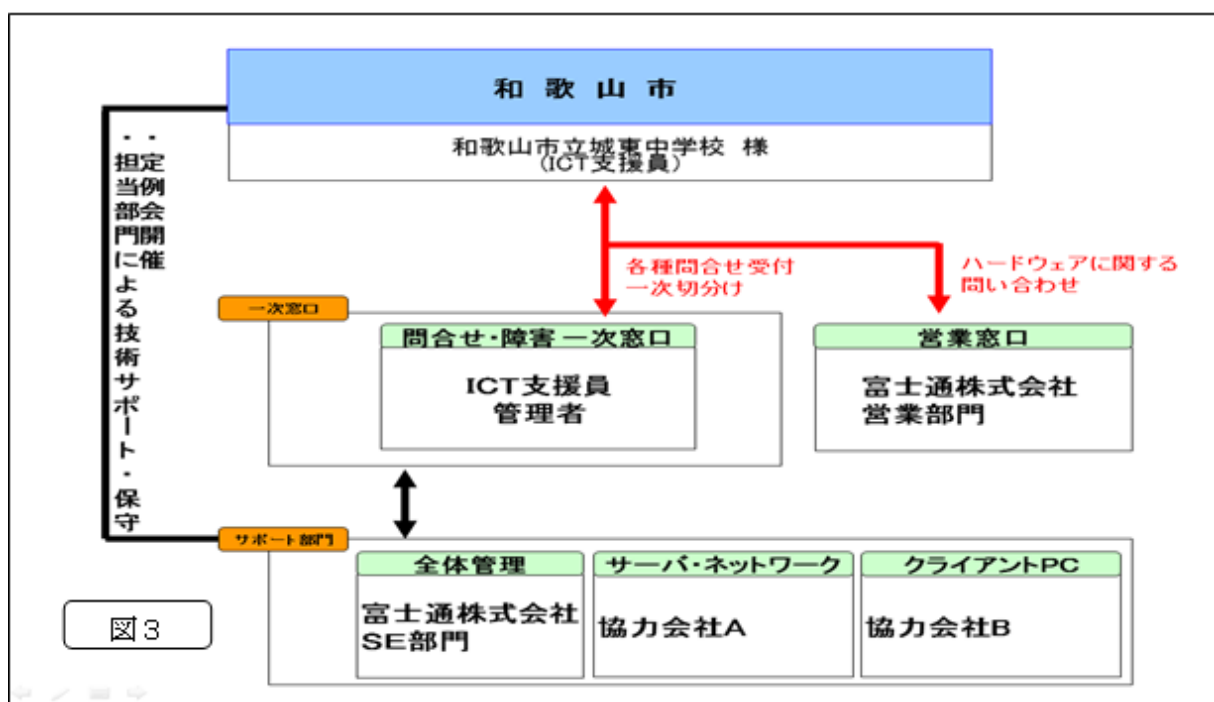 和歌山市
和歌山市立城東中学校 様
(ICT支援員)
・定例会開催
・担当部門による技術サポート・保守
各種問合せ受付
一次切分け
ハードウェアに関する
問い合わせ
一次窓口
問合せ・障害一次窓口
ICT支援員
管理者
営業窓口
富士通株式会社
営業部門
サポート部門
全体管理
富士通株式会社
SE部門
サーバ・ネットワーク
協力会社A
クライアントPC
協力会社B
図3